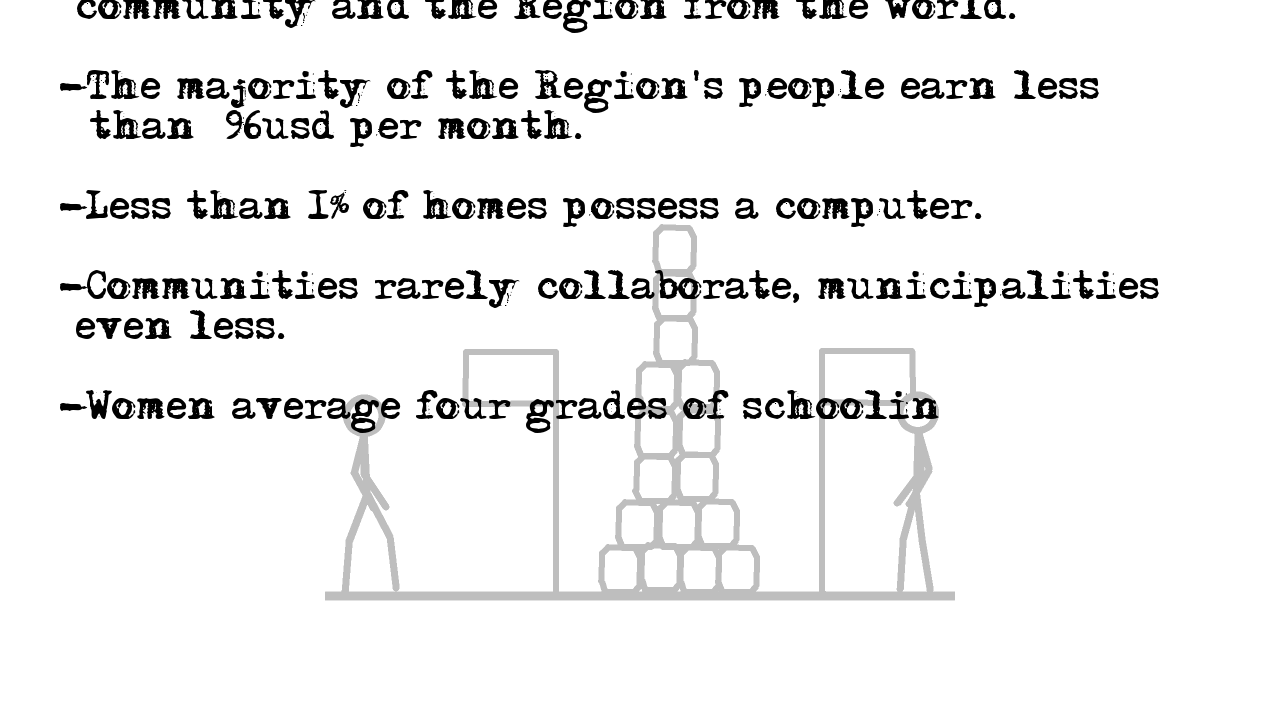 community and the Region from the world.
-The majority of the Region's people earn less
than 96usd per month.
-Less than I% of homes possess a computer.
-Communities rarely collaborate, municipalities
even less.
-Women average four grades of schoolin